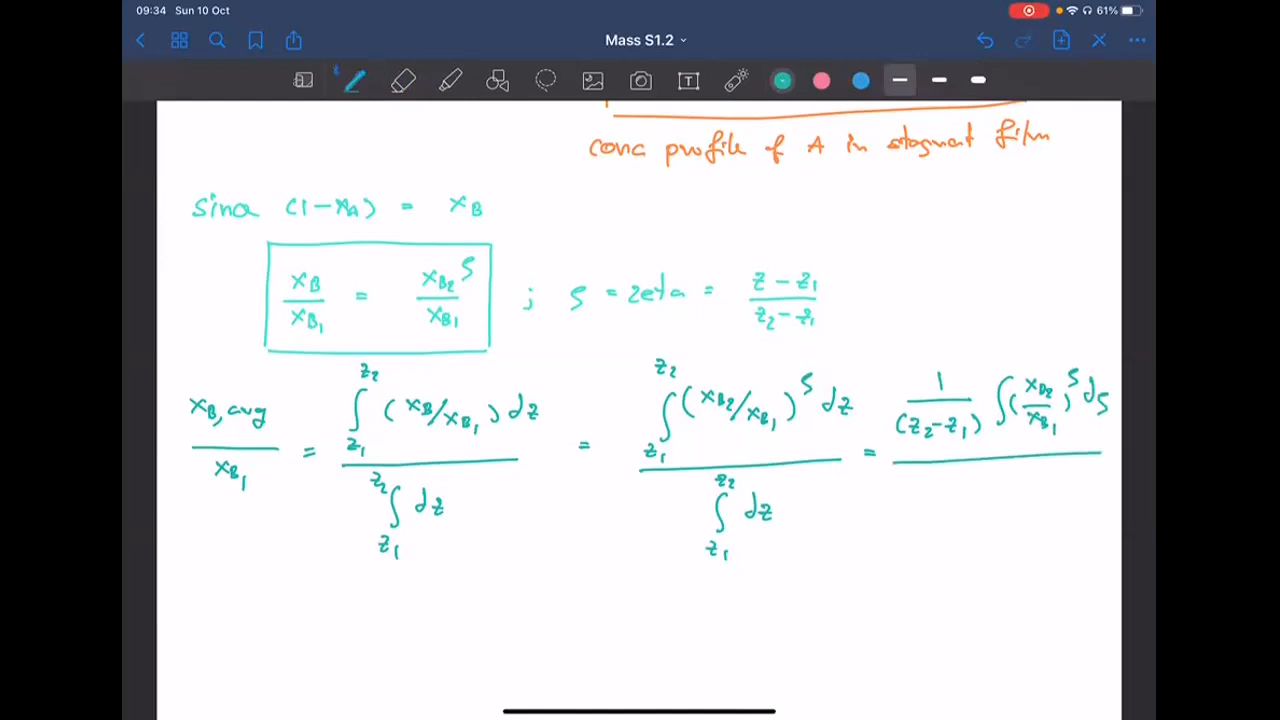 09:34 Sun 10 Oct 61%
Mass S1.2
conc profile of A in stagnant film
since (1-xA) = xB
xB/xB1 = xB2^ζ/xB1 ; ζ = zeta = (z - z1)/(z2 - z1)
xB,avg/xB1 = ∫z1^z2 (xB/xB1) dz / ∫z1^z2 dz = ∫z1^z2 (xB2/xB1)^ζ dz / ∫z1^z2 dz = 1/(z2-z1) ∫(xB2/xB1)^ζ dζ